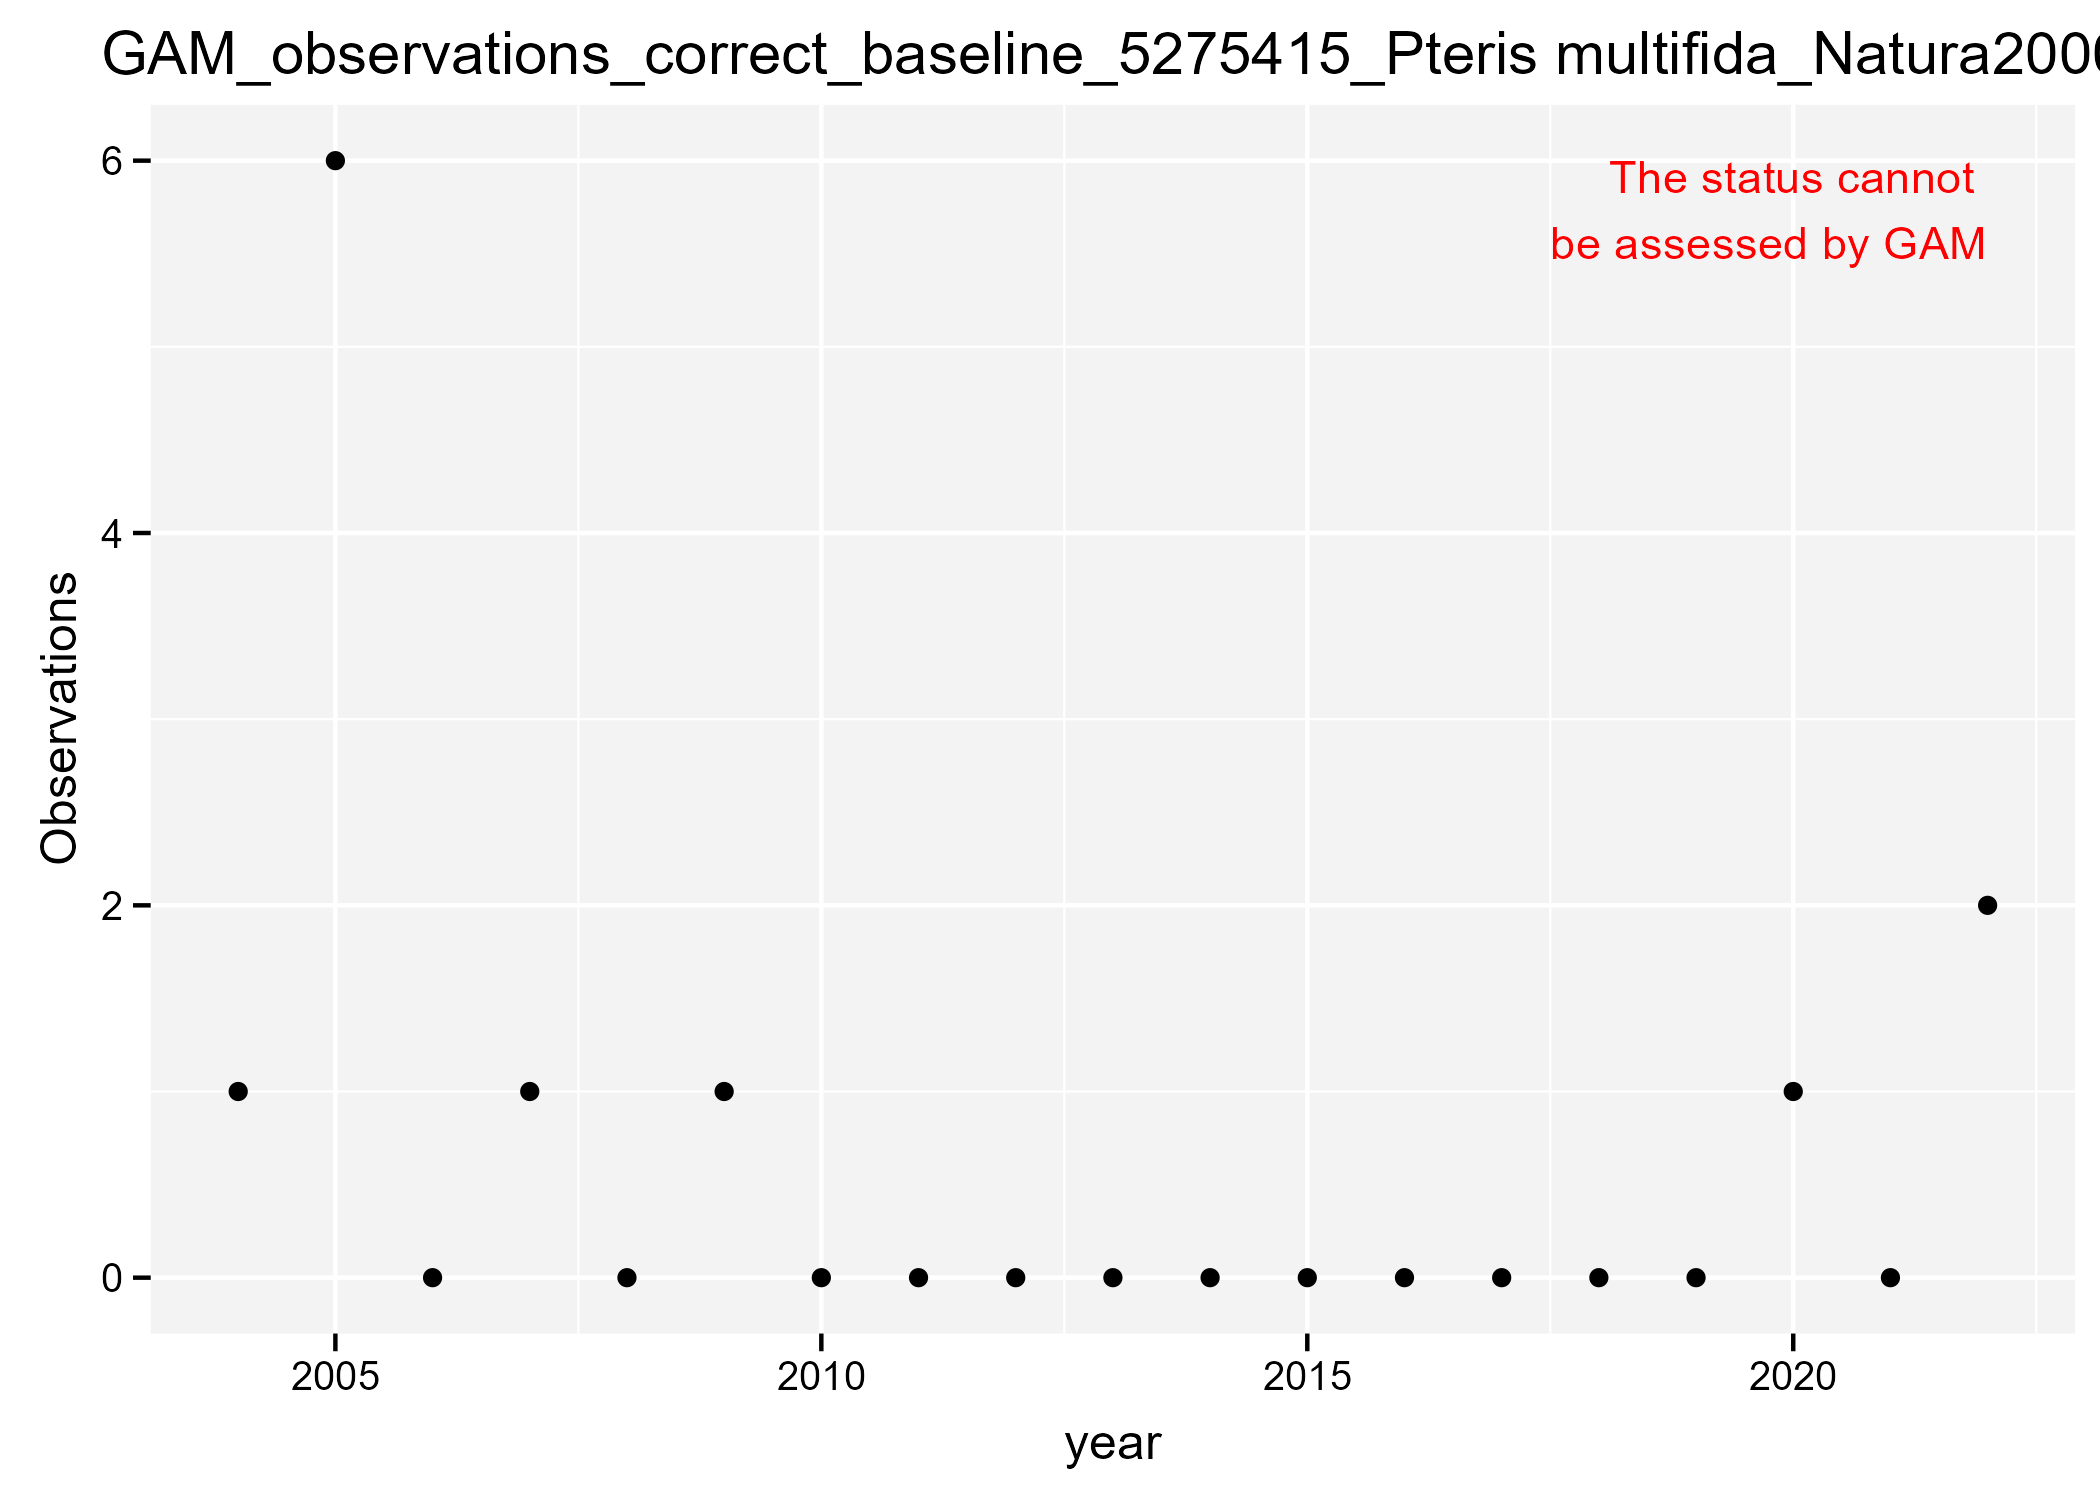 GAM_observations_correct_baseline_5275415_Pteris multifida_Natura200
The status cannot
be assessed by GAM
6
4
2
0
Observations
2005
2010
2015
2020
year